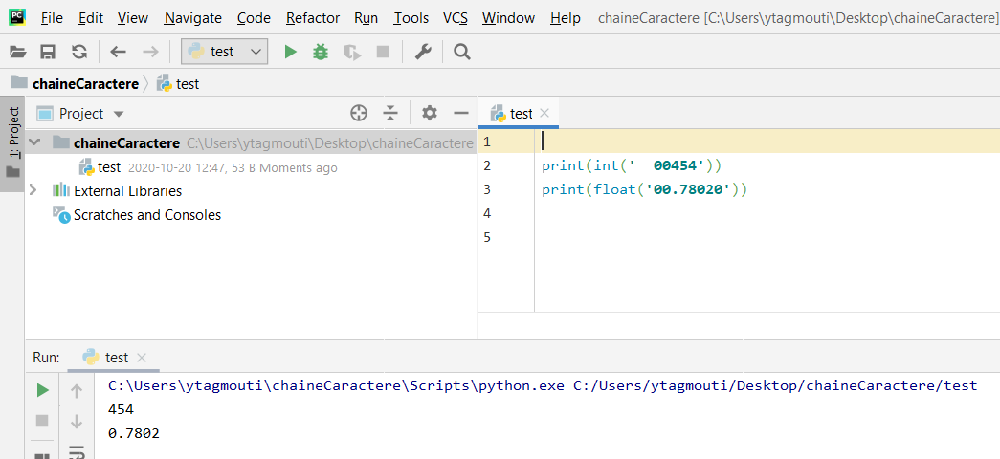 PC File Edit View Navigate Code Refactor Run Tools VCS Window Help chaineCaractere [C:\Users\ytagmouti\Desktop\chaineCaractere]
test
chaineCaractere test
1: Project
Project
chaineCaractere C:\Users\ytagmouti\Desktop\chaineCaractere
test 2020-10-20 12:47, 53 B Moments ago
External Libraries
Scratches and Consoles
test
1
2 print(int('  00454'))
3 print(float('00.78020'))
4
5
Run: test
C:\Users\ytagmouti\chaineCaractere\Scripts\python.exe C:/Users/ytagmouti/Desktop/chaineCaractere/test
454
0.7802